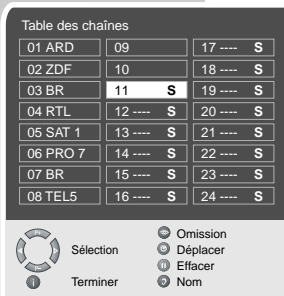 Table des chaînes
01 ARD 09 17 ---- S
02 ZDF 10 18 ---- S
03 BR 11 S 19 ---- S
04 RTL 12 ---- S 20 ---- S
05 SAT 1 13 ---- S 21 ---- S
06 PRO 7 14 ---- S 22 ---- S
07 BR 15 ---- S 23 ---- S
08 TEL5 16 ---- S 24 ---- S
Sélection
Terminer
Omission
Déplacer
Effacer
Nom